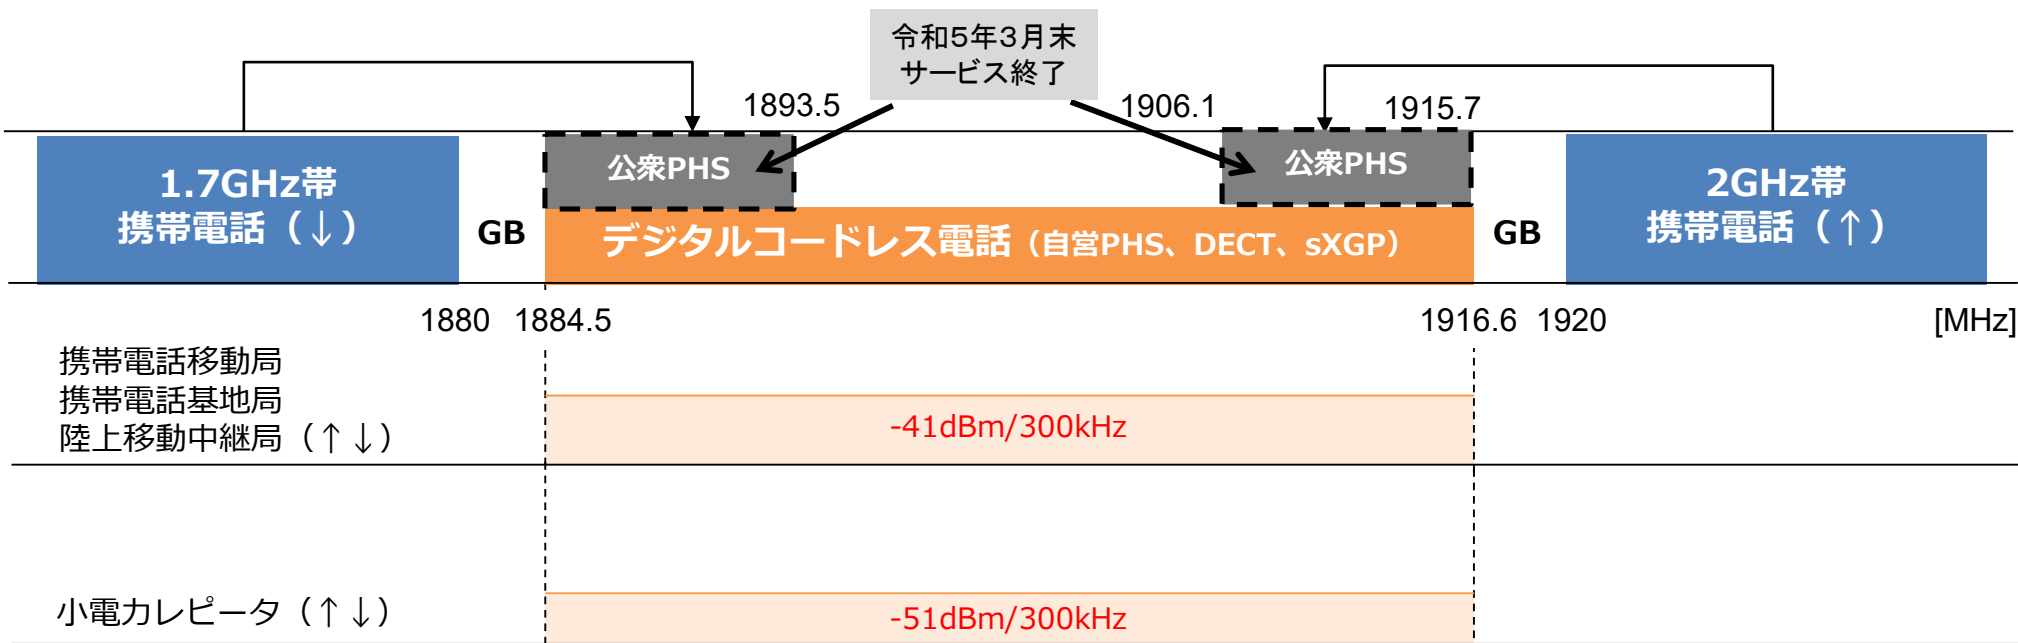 令和5年3月末
サービス終了
1893.5
1906.1
1915.7
1.7GHz帯
携帯電話（↓）
GB
公衆PHS
公衆PHS
デジタルコードレス電話（自営PHS、DECT、sXGP）
GB
2GHz帯
携帯電話（↑）
1880
1884.5
1916.6
1920
[MHz]
携帯電話移動局
携帯電話基地局
陸上移動中継局（↑↓）
-41dBm/300kHz
小電力レピータ（↑↓）
-51dBm/300kHz